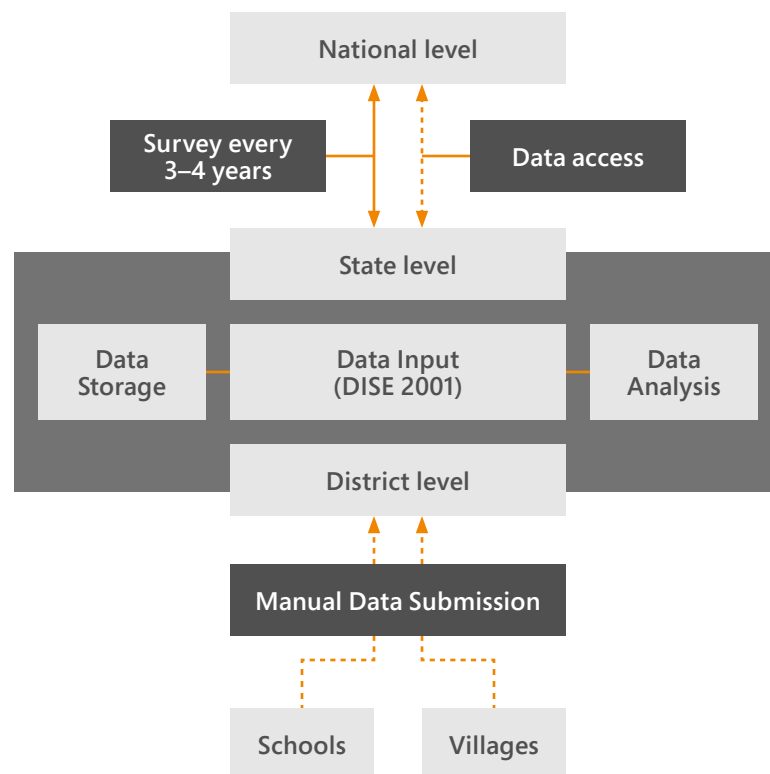 National level
Survey every
3–4 years
Data access
State level
Data
Storage
Data Input
(DISE 2001)
Data
Analysis
District level
Manual Data Submission
Schools
Villages